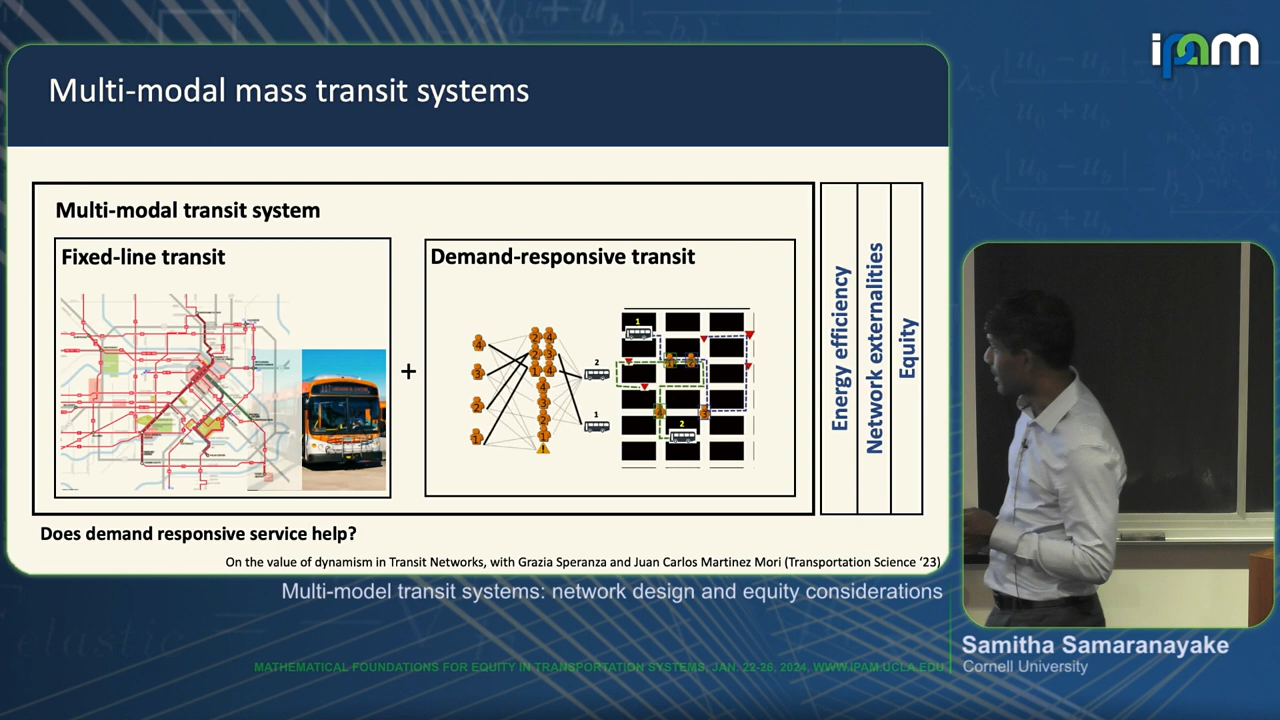 ipam
Multi-modal mass transit systems
Multi-modal transit system
Fixed-line transit
+
Demand-responsive transit
Energy efficiency
Network externalities
Equity
Does demand responsive service help?
On the value of dynamism in Transit Networks, with Grazia Speranza and Juan Carlos Martinez Mori (Transportation Science ‘23)
Multi-model transit systems: network design and equity considerations
Samitha Samaranayake
Cornell University
MATHEMATICAL FOUNDATIONS FOR EQUITY IN TRANSPORTATION SYSTEMS, JAN. 22-26, 2024, WWW.IPAM.UCLA.EDU